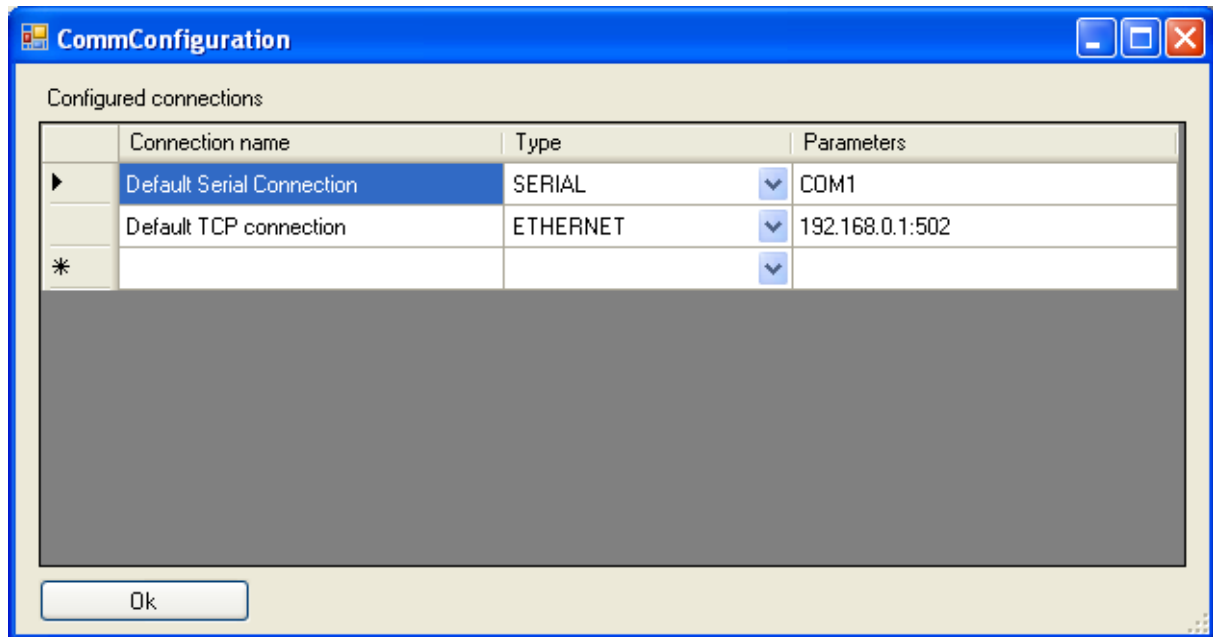 CommConfiguration
Configured connections
Connection name Type Parameters
Default Serial Connection SERIAL COM1
Default TCP connection ETHERNET 192.168.0.1:502
Ok